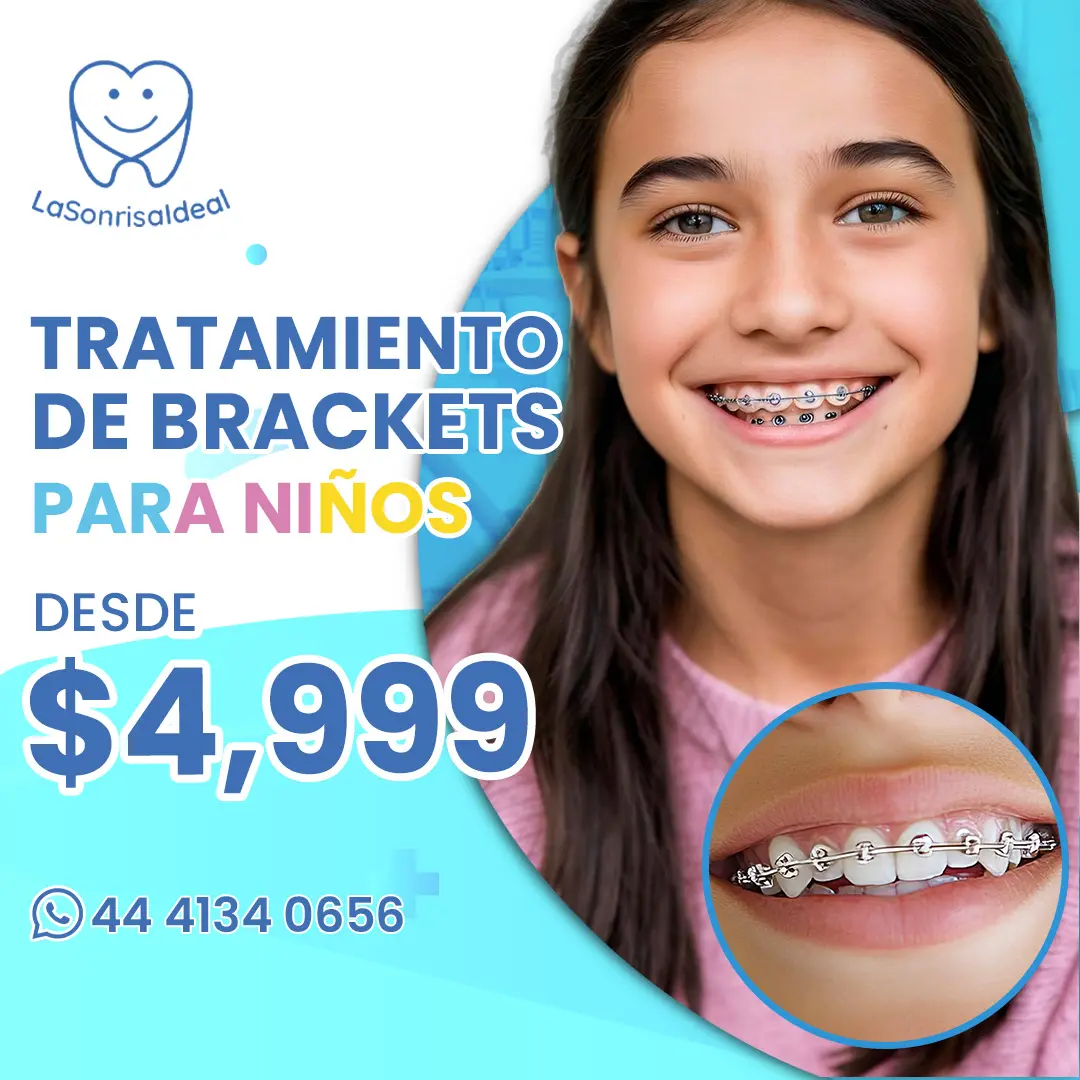 LaSonrisaIdeal
TRATAMIENTO
DE BRACKETS
PARA NIÑOS
DESDE
$4,999
44 4134 0656